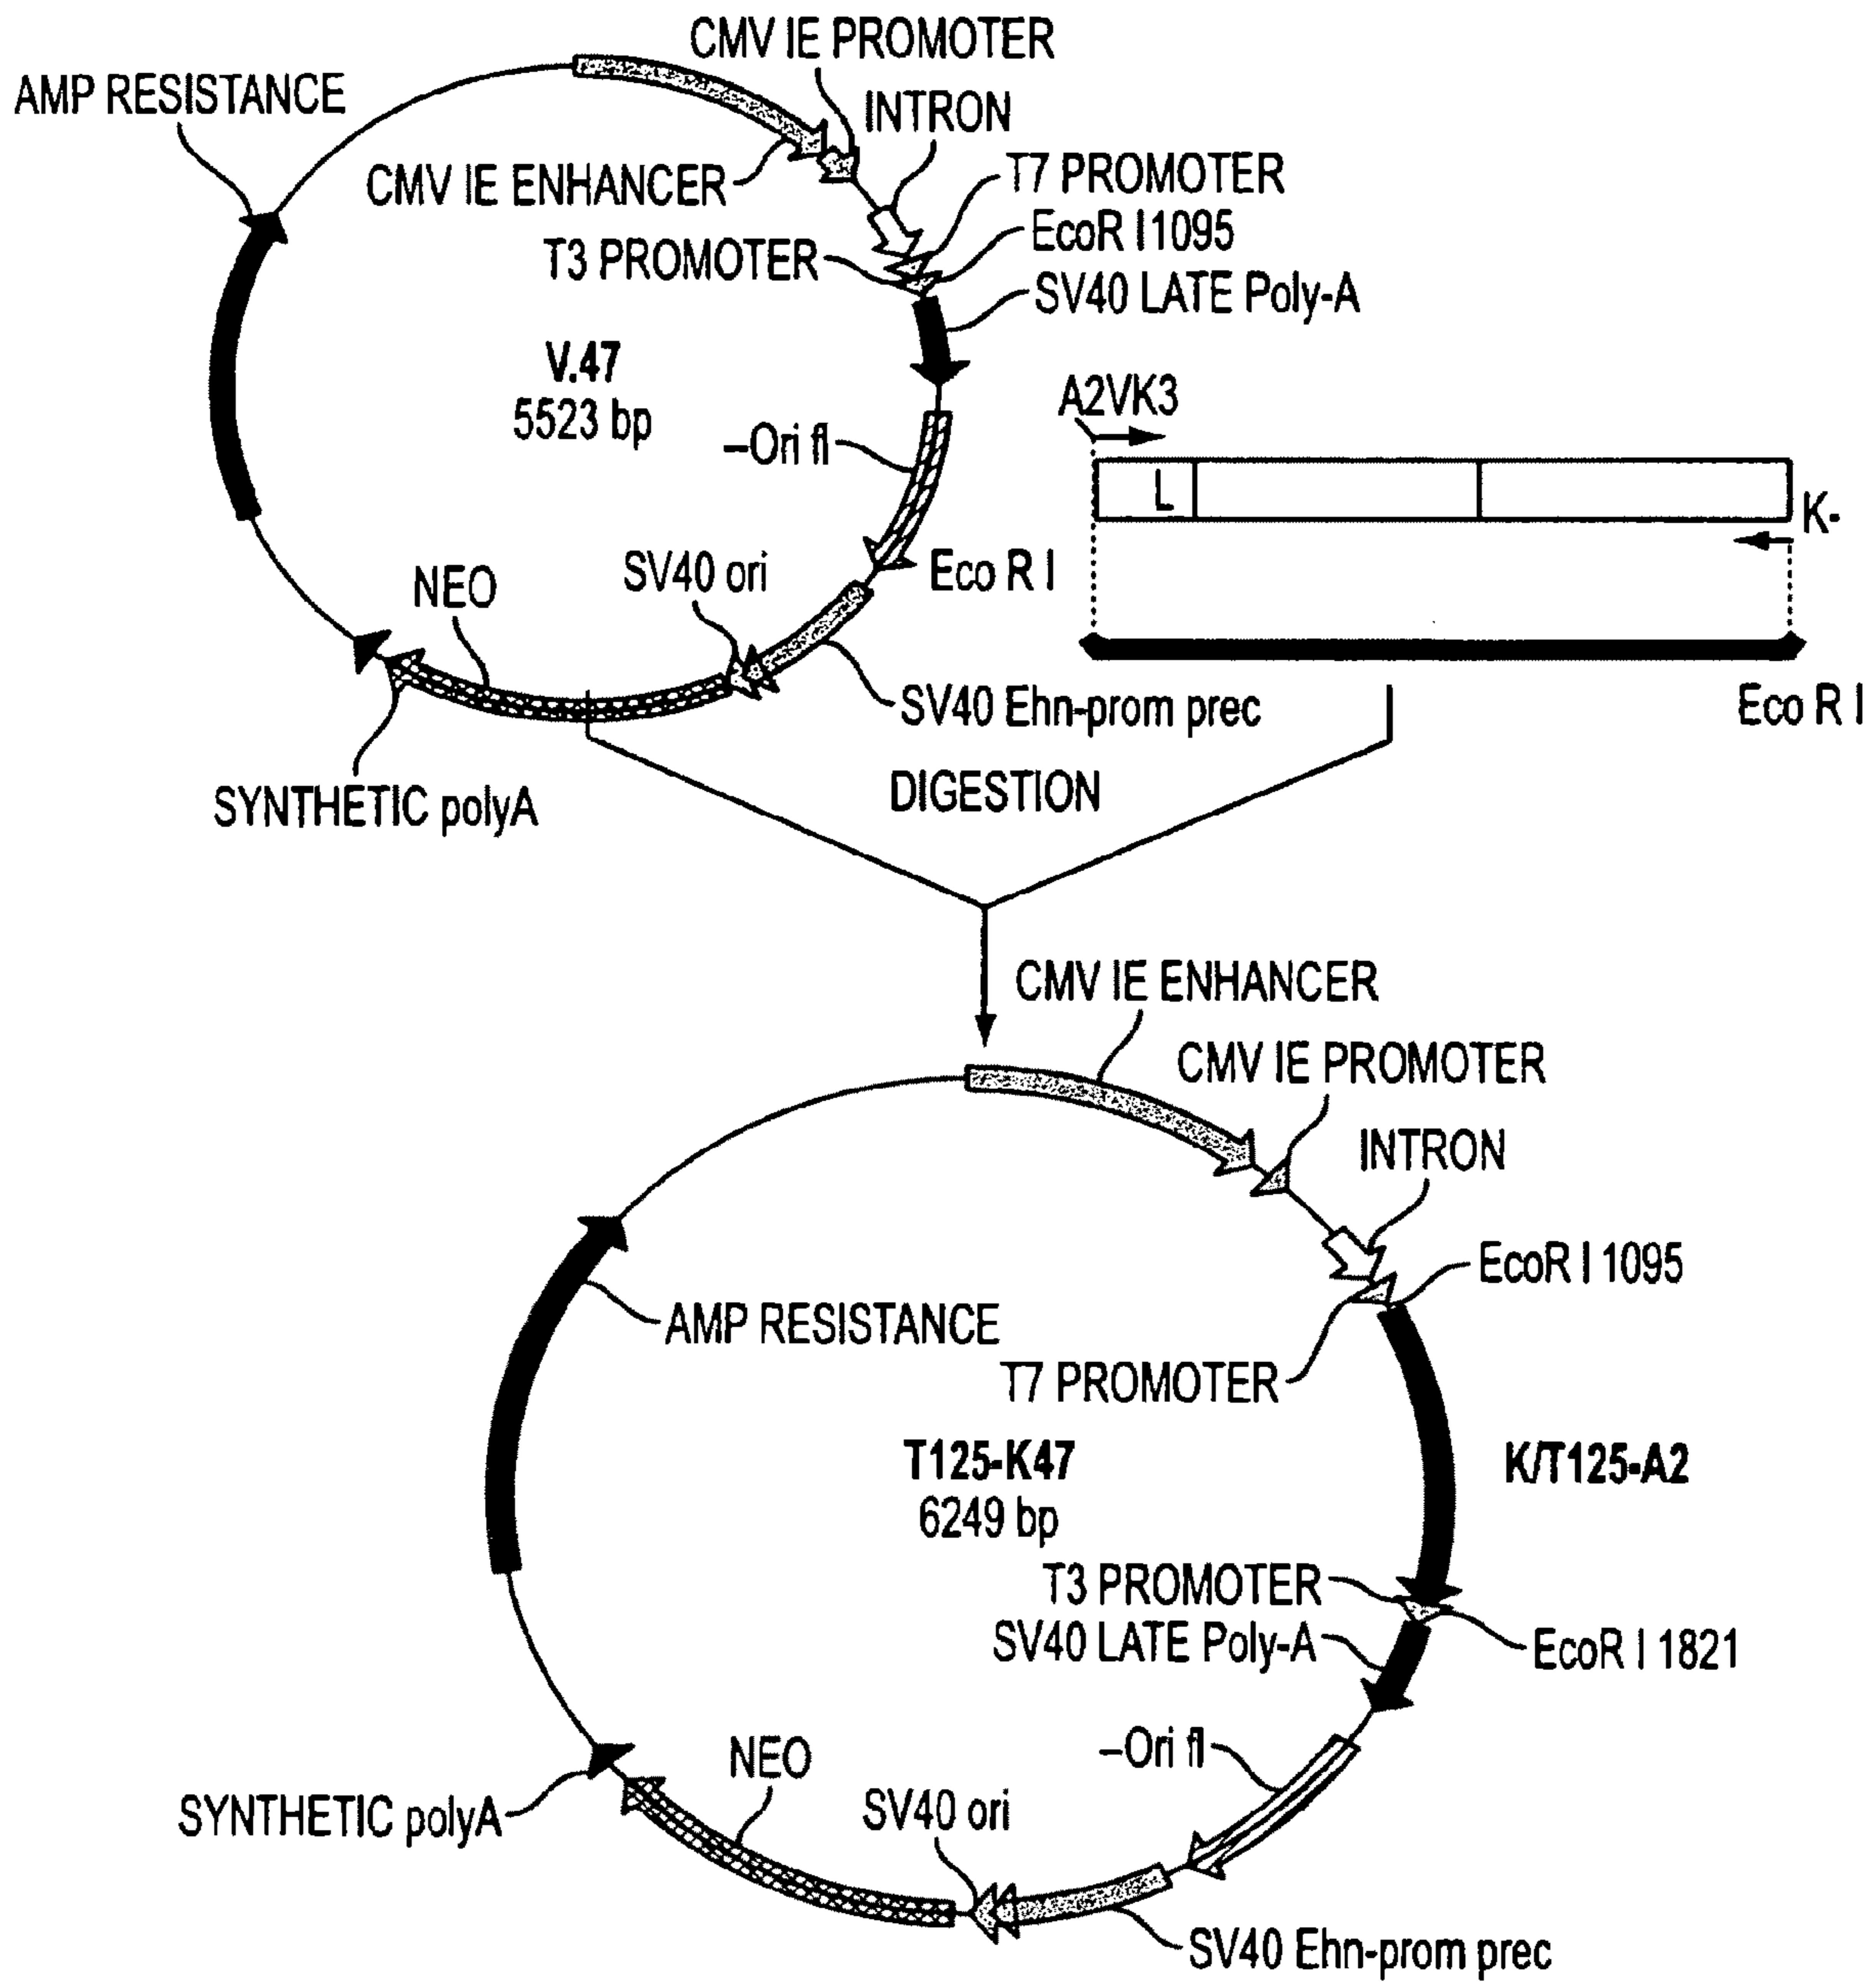 CMV IE PROMOTER
AMP RESISTANCE
INTRON
CMV IE ENHANCER
T7 PROMOTER
EcoR I 1095
T3 PROMOTER
SV40 LATE Poly-A
V.47
5523 bp
A2VK3
–Ori fl
L
K-
SV40 ori
Eco R I
NEO
SV40 Ehn-prom prec
Eco R I
SYNTHETIC polyA
DIGESTION
CMV IE ENHANCER
CMV IE PROMOTER
INTRON
EcoR I 1095
AMP RESISTANCE
T7 PROMOTER
T125-K47
6249 bp
K/T125-A2
T3 PROMOTER
SV40 LATE Poly-A
EcoR I 1821
–Ori fl
NEO
SV40 ori
SYNTHETIC polyA
SV40 Ehn-prom prec